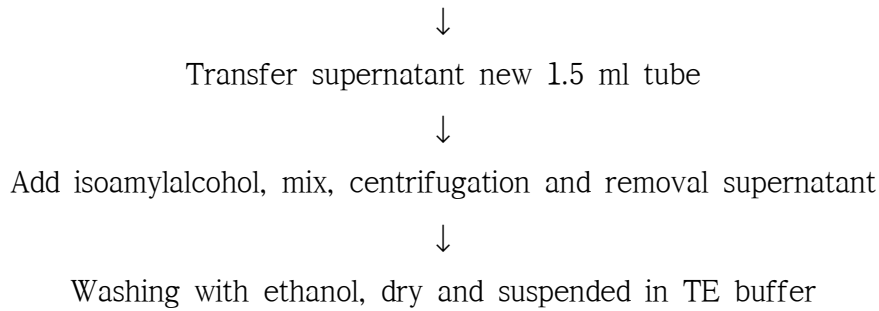 ↓
Transfer supernatant new 1.5 ml tube
↓
Add isoamylalcohol, mix, centrifugation and removal supernatant
↓
Washing with ethanol, dry and suspended in TE buffer